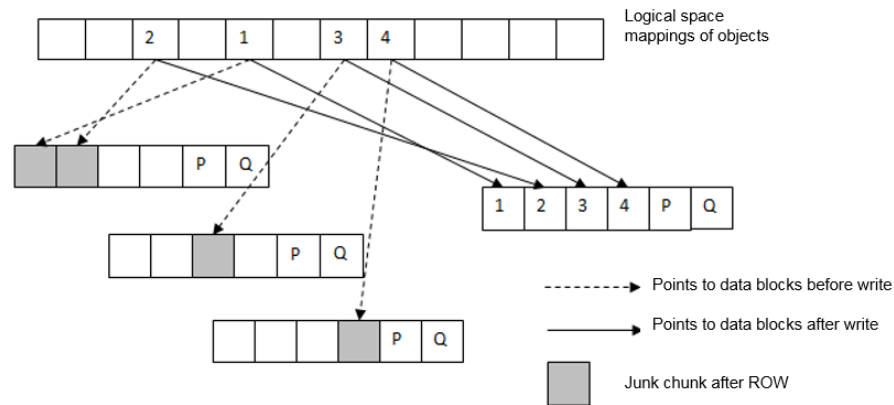 Logical space
mappings of objects
2 1 3 4
P Q
1 2 3 4 P Q
P Q
P Q
Points to data blocks before write
Points to data blocks after write
Junk chunk after ROW